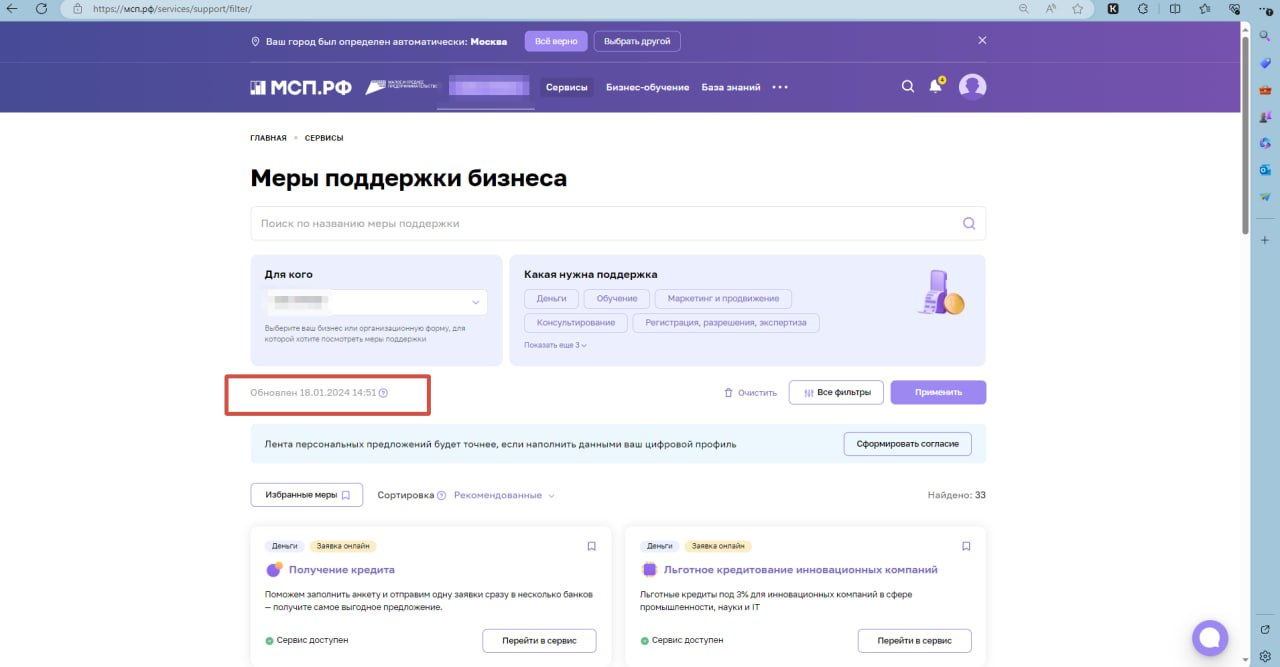 https://мсп.рф/services/support/filter/
Ваш город был определен автоматически: Москва
Всё верно
Выбрать другой
МСП.РФ
МАЛОЕ И СРЕДНЕЕ
ПРЕДПРИНИМАТЕЛЬСТВО
Сервисы
Бизнес-обучение
База знаний
4
ГЛАВНАЯ
СЕРВИСЫ
Меры поддержки бизнеса
Поиск по названию меры поддержки
Для кого
Выберите ваш бизнес или организационную форму, для
которой хотите посмотреть меры поддержки
Какая нужна поддержка
Деньги
Обучение
Маркетинг и продвижение
Консультирование
Регистрация, разрешения, экспертиза
Показать еще 3
Обновлен 18.01.2024 14:51
Очистить
Все фильтры
Применить
Лента персональных предложений будет точнее, если наполнить данными ваш цифровой профиль
Сформировать согласие
Избранные меры
Сортировка
Рекомендованные
Найдено: 33
Деньги
Заявка онлайн
Получение кредита
Поможем заполнить анкету и отправим одну заявки сразу в несколько банков
— получите самое выгодное предложение.
Сервис доступен
Перейти в сервис
Деньги
Заявка онлайн
Льготное кредитование инновационных компаний
Льготные кредиты под 3% для инновационных компаний в сфере
промышленности, науки и IT
Сервис доступен
Перейти в сервис